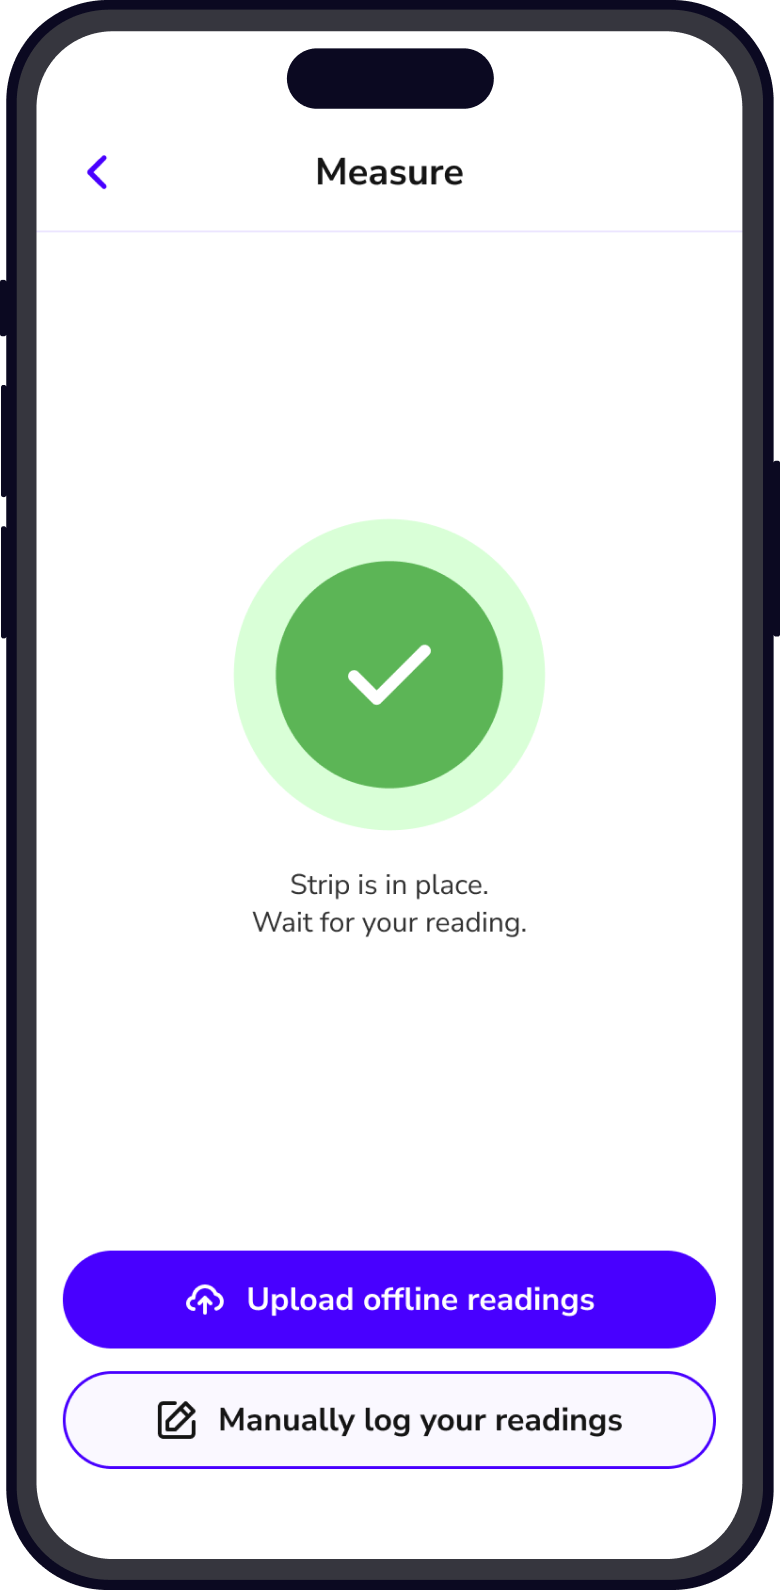 Measure
Strip is in place.
Wait for your reading.
Upload offline readings
Manually log your readings